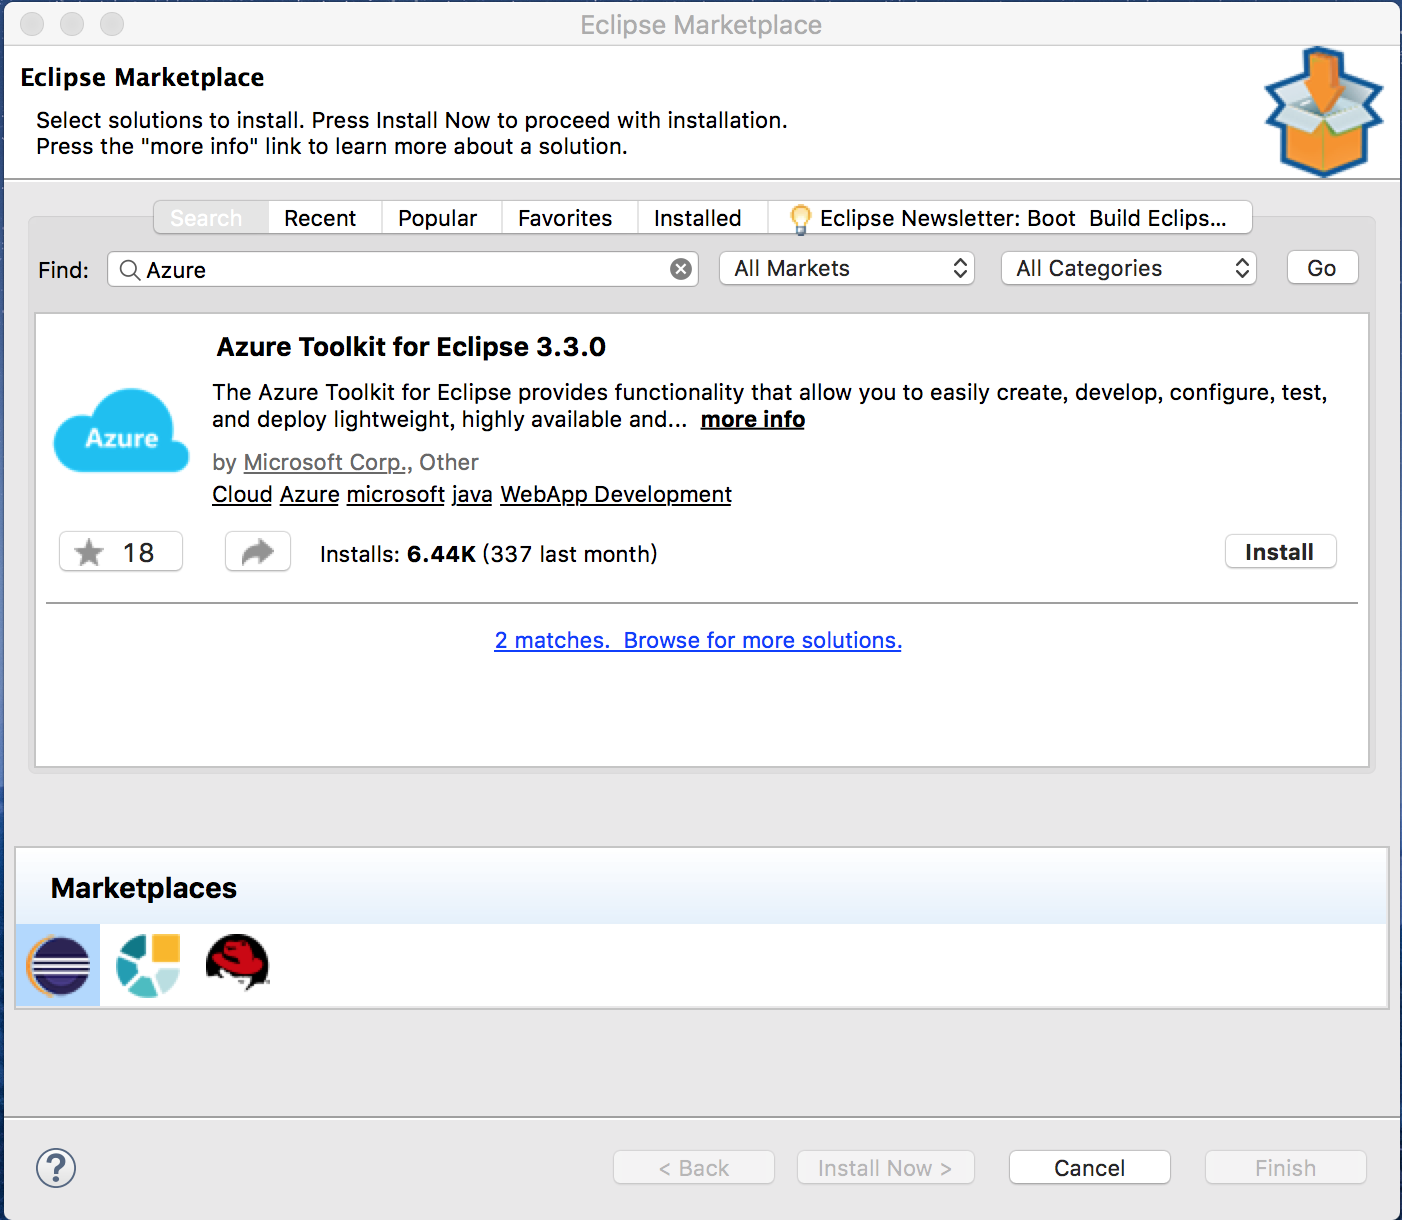 Eclipse Marketplace
Eclipse Marketplace
Select solutions to install. Press Install Now to proceed with installation.
Press the "more info" link to learn more about a solution.
Search Recent Popular Favorites Installed Eclipse Newsletter: Boot Build Eclips...
Find: Azure All Markets All Categories Go
Azure Toolkit for Eclipse 3.3.0
The Azure Toolkit for Eclipse provides functionality that allow you to easily create, develop, configure, test,
and deploy lightweight, highly available and... more info
Azure
by Microsoft Corp., Other
Cloud Azure microsoft java WebApp Development
18 Installs: 6.44K (337 last month) Install
2 matches. Browse for more solutions.
Marketplaces
? < Back Install Now > Cancel Finish